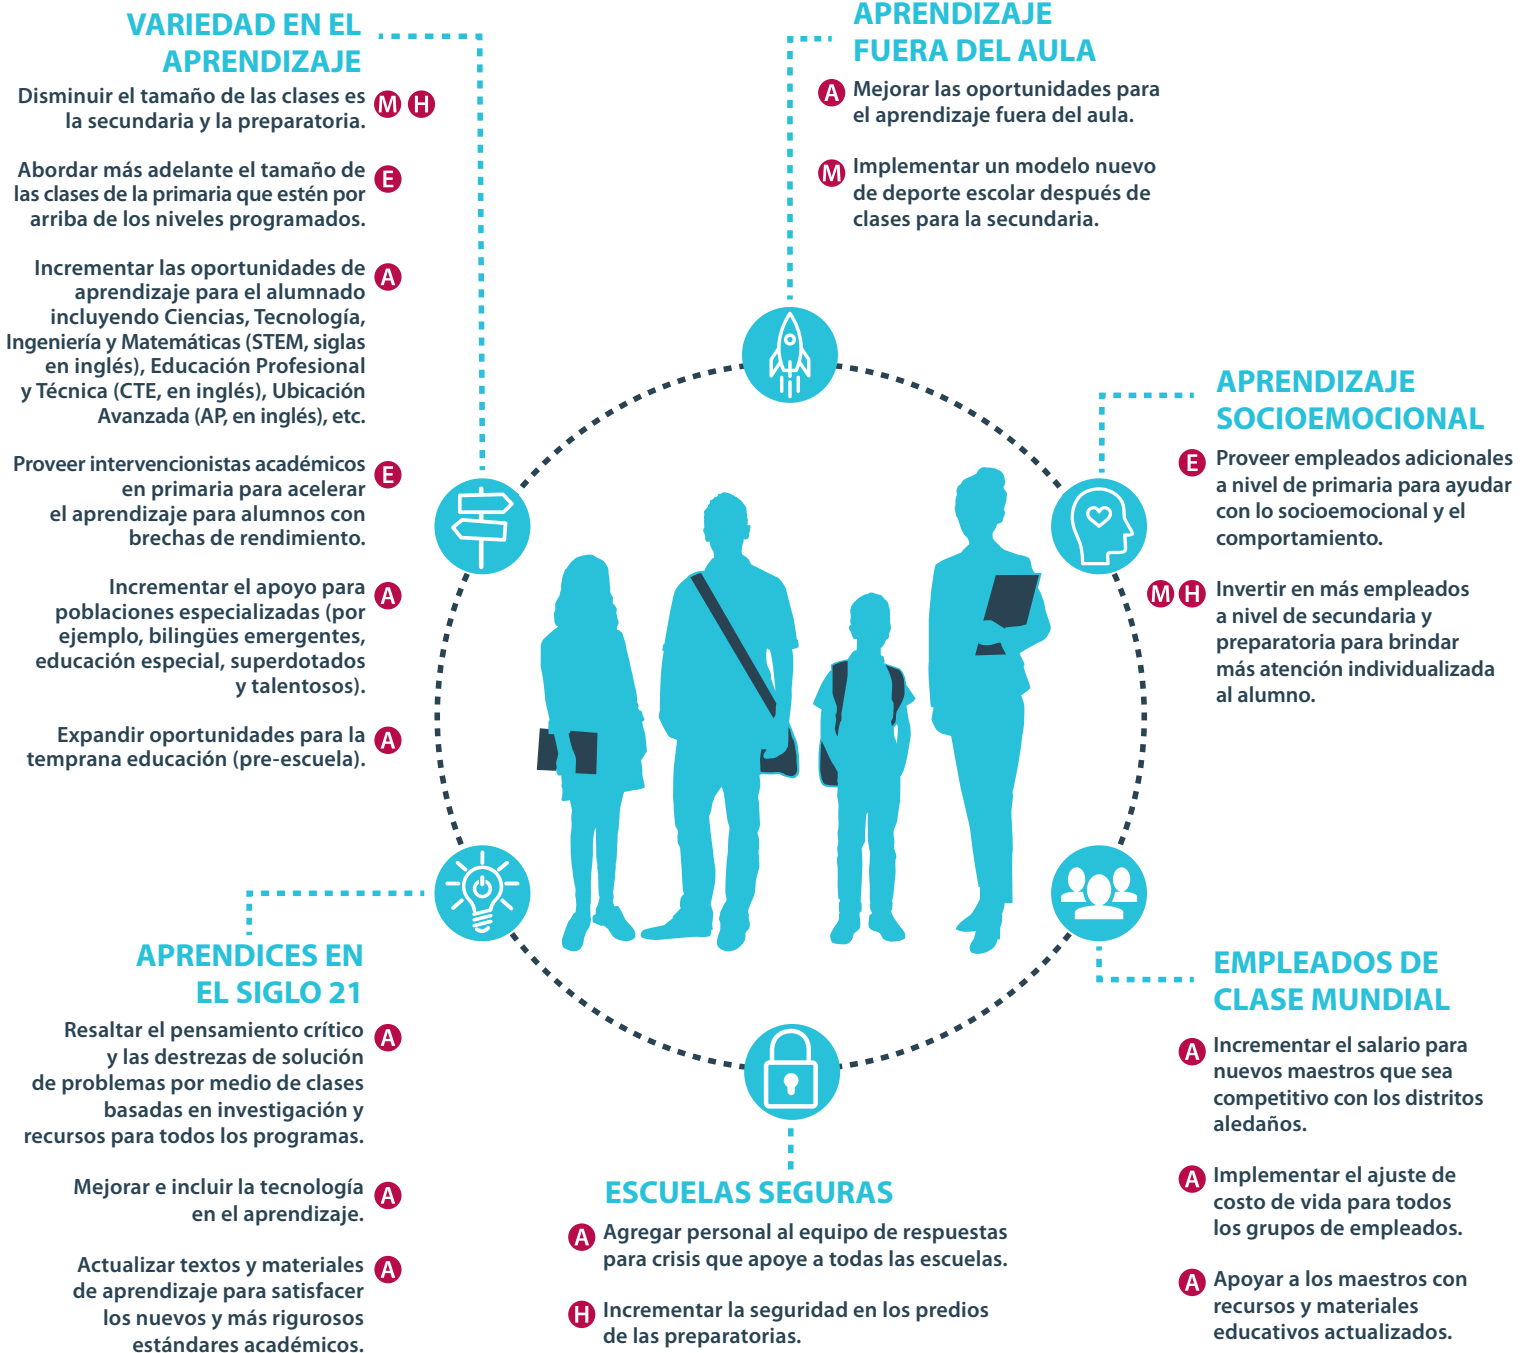 VARIEDAD EN EL
APRENDIZAJE
Disminuir el tamaño de las clases es M H
la secundaria y la preparatoria.
Abordar más adelante el tamaño de E
las clases de la primaria que estén por
arriba de los niveles programados.
Incrementar las oportunidades de A
aprendizaje para el alumnado
incluyendo Ciencias, Tecnología,
Ingeniería y Matemáticas (STEM, siglas
en inglés), Educación Profesional
y Técnica (CTE, en inglés), Ubicación
Avanzada (AP, en inglés), etc.
Proveer intervencionistas académicos E
en primaria para acelerar
el aprendizaje para alumnos con
brechas de rendimiento.
Incrementar el apoyo para A
poblaciones especializadas (por
ejemplo, bilingües emergentes,
educación especial, superdotados
y talentosos).
Expandir oportunidades para la A
temprana educación (pre-escuela).
APRENDIZAJE
FUERA DEL AULA
A Mejorar las oportunidades para
el aprendizaje fuera del aula.
M Implementar un modelo nuevo
de deporte escolar después de
clases para la secundaria.
APRENDIZAJE
SOCIOEMOCIONAL
E Proveer empleados adicionales
a nivel de primaria para ayudar
con lo socioemocional y el
comportamiento.
M H Invertir en más empleados
a nivel de secundaria y
preparatoria para brindar
más atención individualizada
al alumno.
APRENDICES EN
EL SIGLO 21
Resaltar el pensamiento crítico A
y las destrezas de solución
de problemas por medio de clases
basadas en investigación y
recursos para todos los programas.
Mejorar e incluir la tecnología A
en el aprendizaje.
Actualizar textos y materiales A
de aprendizaje para satisfacer
los nuevos y más rigurosos
estándares académicos.
ESCUELAS SEGURAS
A Agregar personal al equipo de respuestas
para crisis que apoye a todas las escuelas.
H Incrementar la seguridad en los predios
de las preparatorias.
EMPLEADOS DE
CLASE MUNDIAL
A Incrementar el salario para
nuevos maestros que sea
competitivo con los distritos
aledaños.
A Implementar el ajuste de
costo de vida para todos
los grupos de empleados.
A Apoyar a los maestros con
recursos y materiales
educativos actualizados.